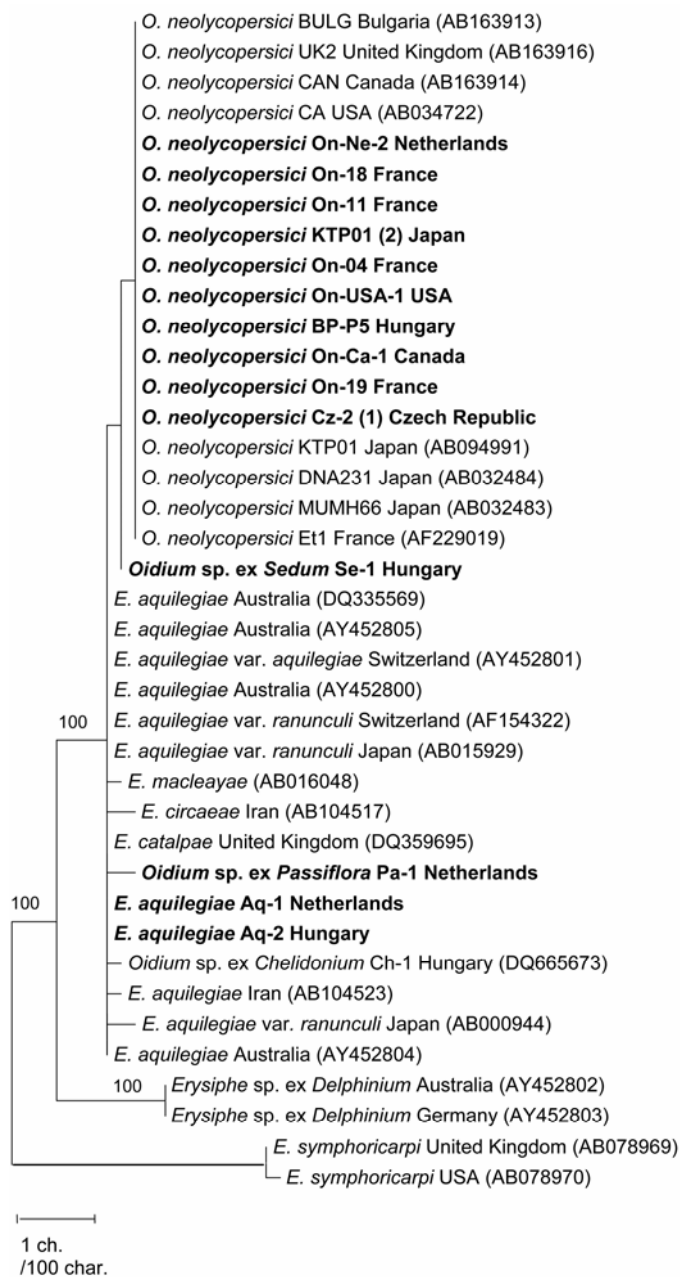 O. neolycopersici BULG Bulgaria (AB163913)
O. neolycopersici UK2 United Kingdom (AB163916)
O. neolycopersici CAN Canada (AB163914)
O. neolycopersici CA USA (AB034722)
O. neolycopersici On-Ne-2 Netherlands
O. neolycopersici On-18 France
O. neolycopersici On-11 France
O. neolycopersici KTP01 (2) Japan
O. neolycopersici On-04 France
O. neolycopersici On-USA-1 USA
O. neolycopersici BP-P5 Hungary
O. neolycopersici On-Ca-1 Canada
O. neolycopersici On-19 France
O. neolycopersici Cz-2 (1) Czech Republic
O. neolycopersici KTP01 Japan (AB094991)
O. neolycopersici DNA231 Japan (AB032484)
O. neolycopersici MUMH66 Japan (AB032483)
O. neolycopersici Et1 France (AF229019)
Oidium sp. ex Sedum Se-1 Hungary
E. aquilegiae Australia (DQ335569)
E. aquilegiae Australia (AY452805)
E. aquilegiae var. aquilegiae Switzerland (AY452801)
E. aquilegiae Australia (AY452800)
100
E. aquilegiae var. ranunculi Switzerland (AF154322)
E. aquilegiae var. ranunculi Japan (AB015929)
E. macleayae (AB016048)
E. circaeae Iran (AB104517)
E. catalpae United Kingdom (DQ359695)
Oidium sp. ex Passiflora Pa-1 Netherlands
100
E. aquilegiae Aq-1 Netherlands
E. aquilegiae Aq-2 Hungary
Oidium sp. ex Chelidonium Ch-1 Hungary (DQ665673)
E. aquilegiae Iran (AB104523)
E. aquilegiae var. ranunculi Japan (AB000944)
E. aquilegiae Australia (AY452804)
100
Erysiphe sp. ex Delphinium Australia (AY452802)
Erysiphe sp. ex Delphinium Germany (AY452803)
E. symphoricarpi United Kingdom (AB078969)
E. symphoricarpi USA (AB078970)
1 ch.
/100 char.